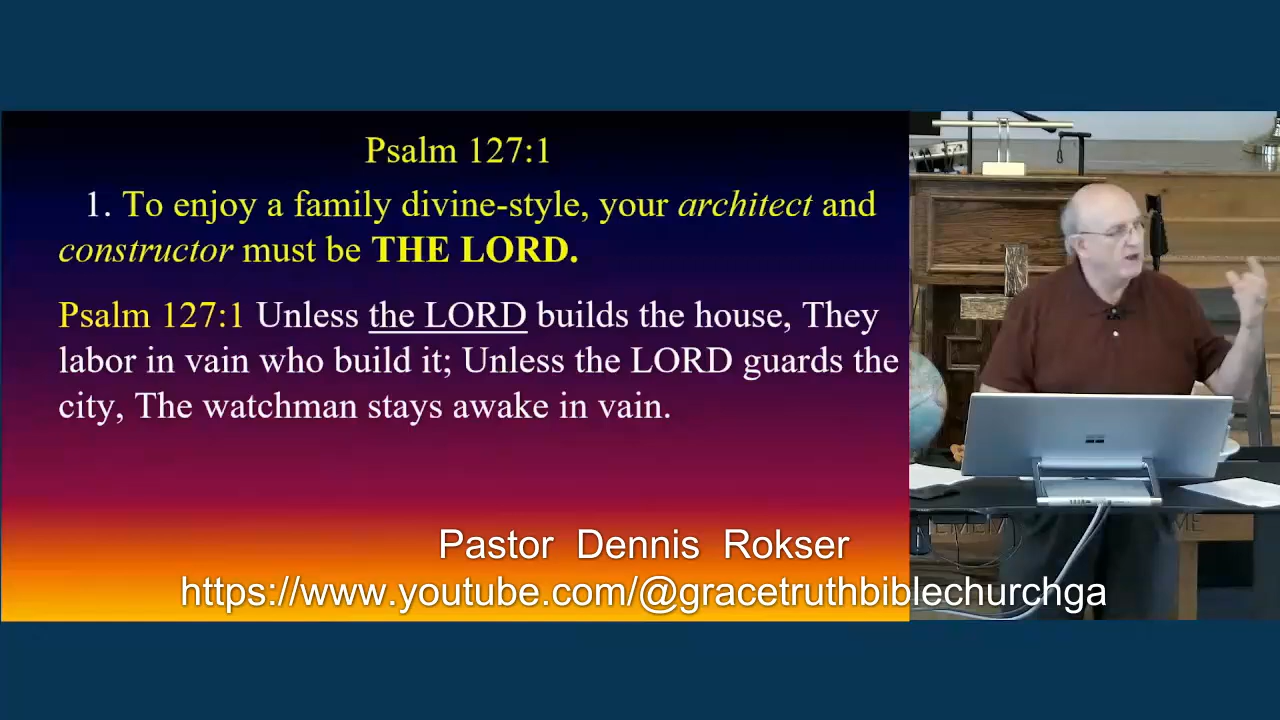 Psalm 127:1
1. To enjoy a family divine-style, your architect and
constructor must be THE LORD.
Psalm 127:1 Unless the LORD builds the house, They
labor in vain who build it; Unless the LORD guards the
city, The watchman stays awake in vain.
Pastor Dennis Rokser
https://www.youtube.com/@gracetruthbiblechurchga